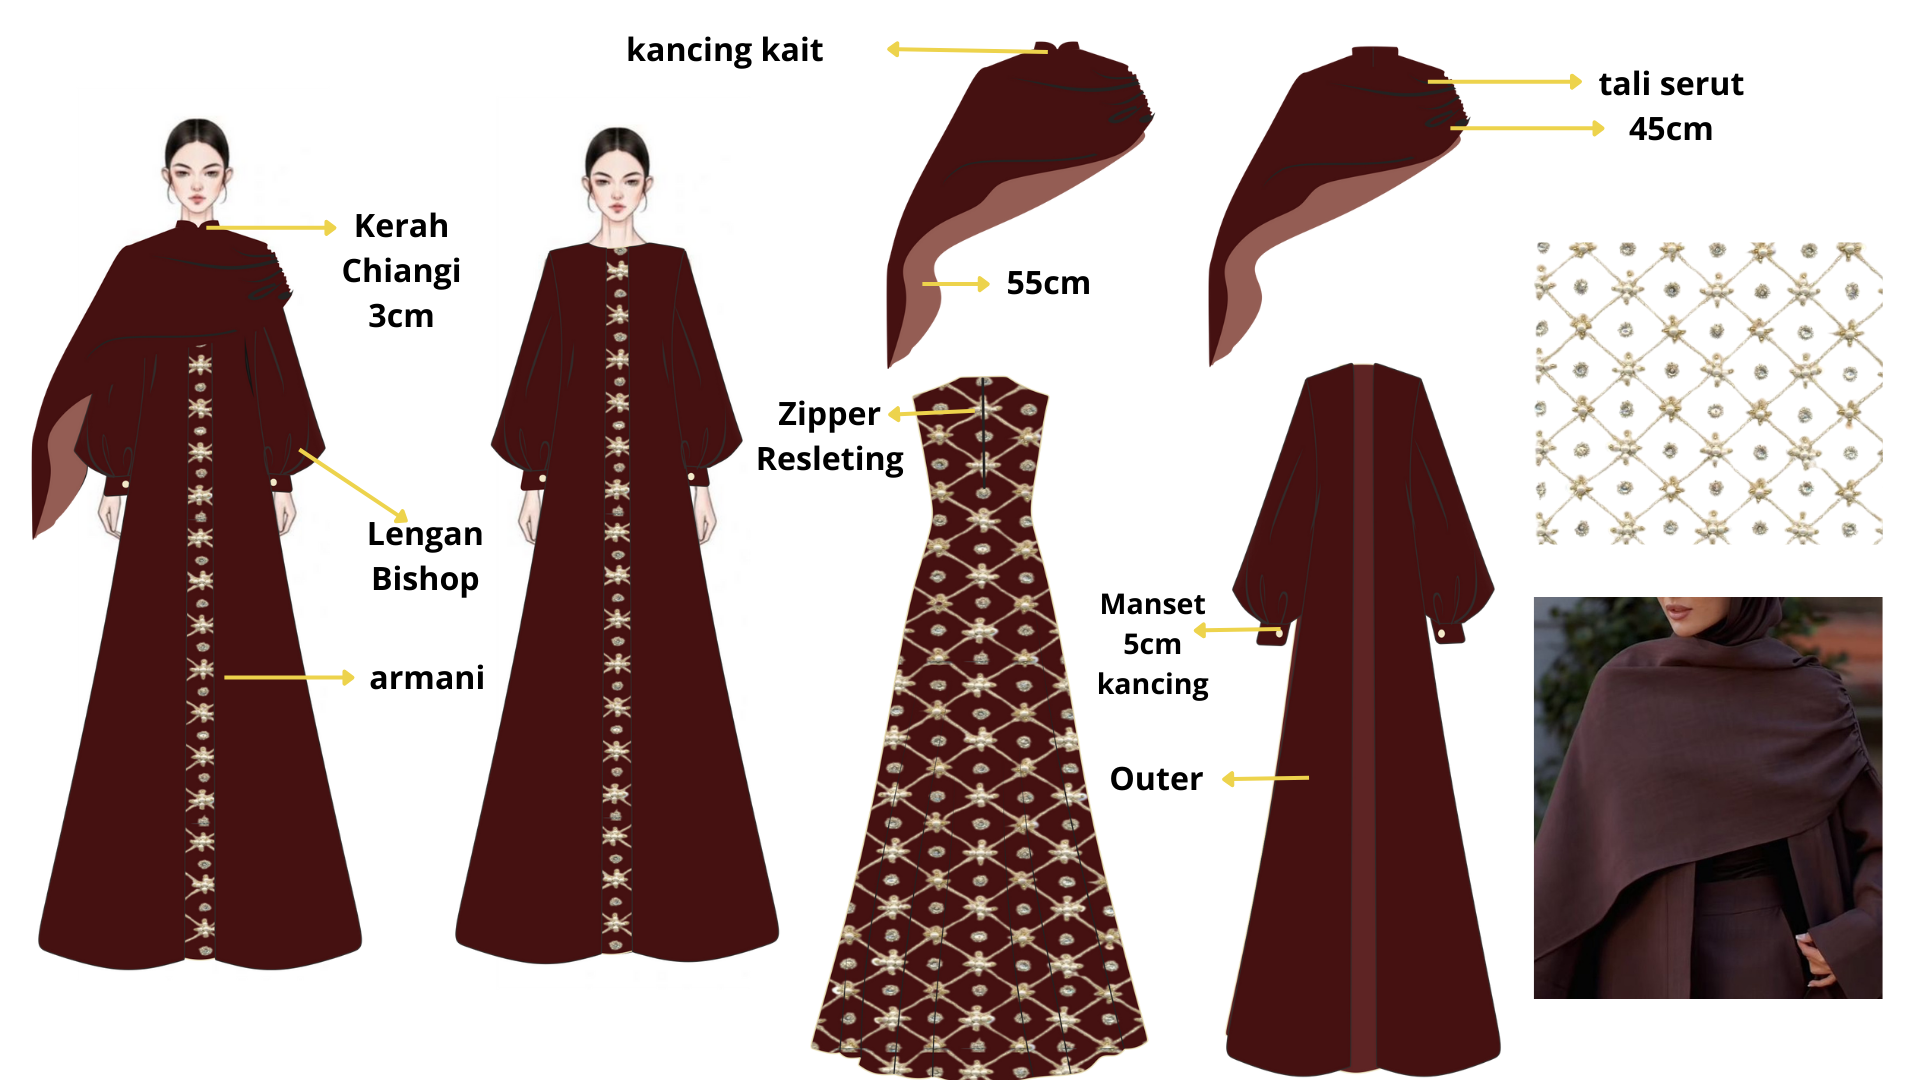 kancing kait
tali serut
45cm
Kerah
Chiangi
3cm
55cm
Zipper
Resleting
Lengan
Bishop
Manset
5cm
kancing
armani
Outer